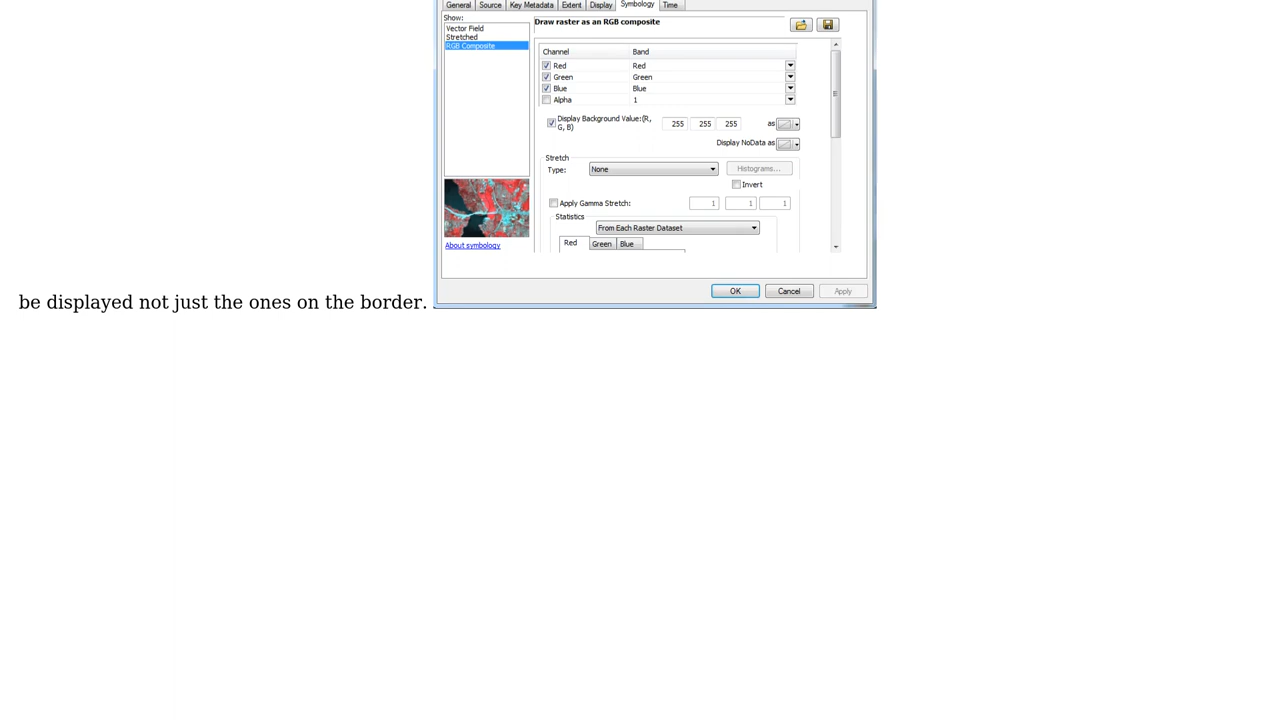 General Source Key Metadata Extent Display Symbology Time
Show:
Vector Field
Stretched
RGB Composite
About symbology
Draw raster as an RGB composite
Channel Band
Red Red
Green Green
Blue Blue
Alpha 1
Display Background Value:(R, G, B) 255 255 255 as
Display NoData as
Stretch
Type: None Histograms...
Invert
Apply Gamma Stretch: 1 1 1
Statistics
From Each Raster Dataset
Red Green Blue
OK Cancel Apply
be displayed not just the ones on the border.